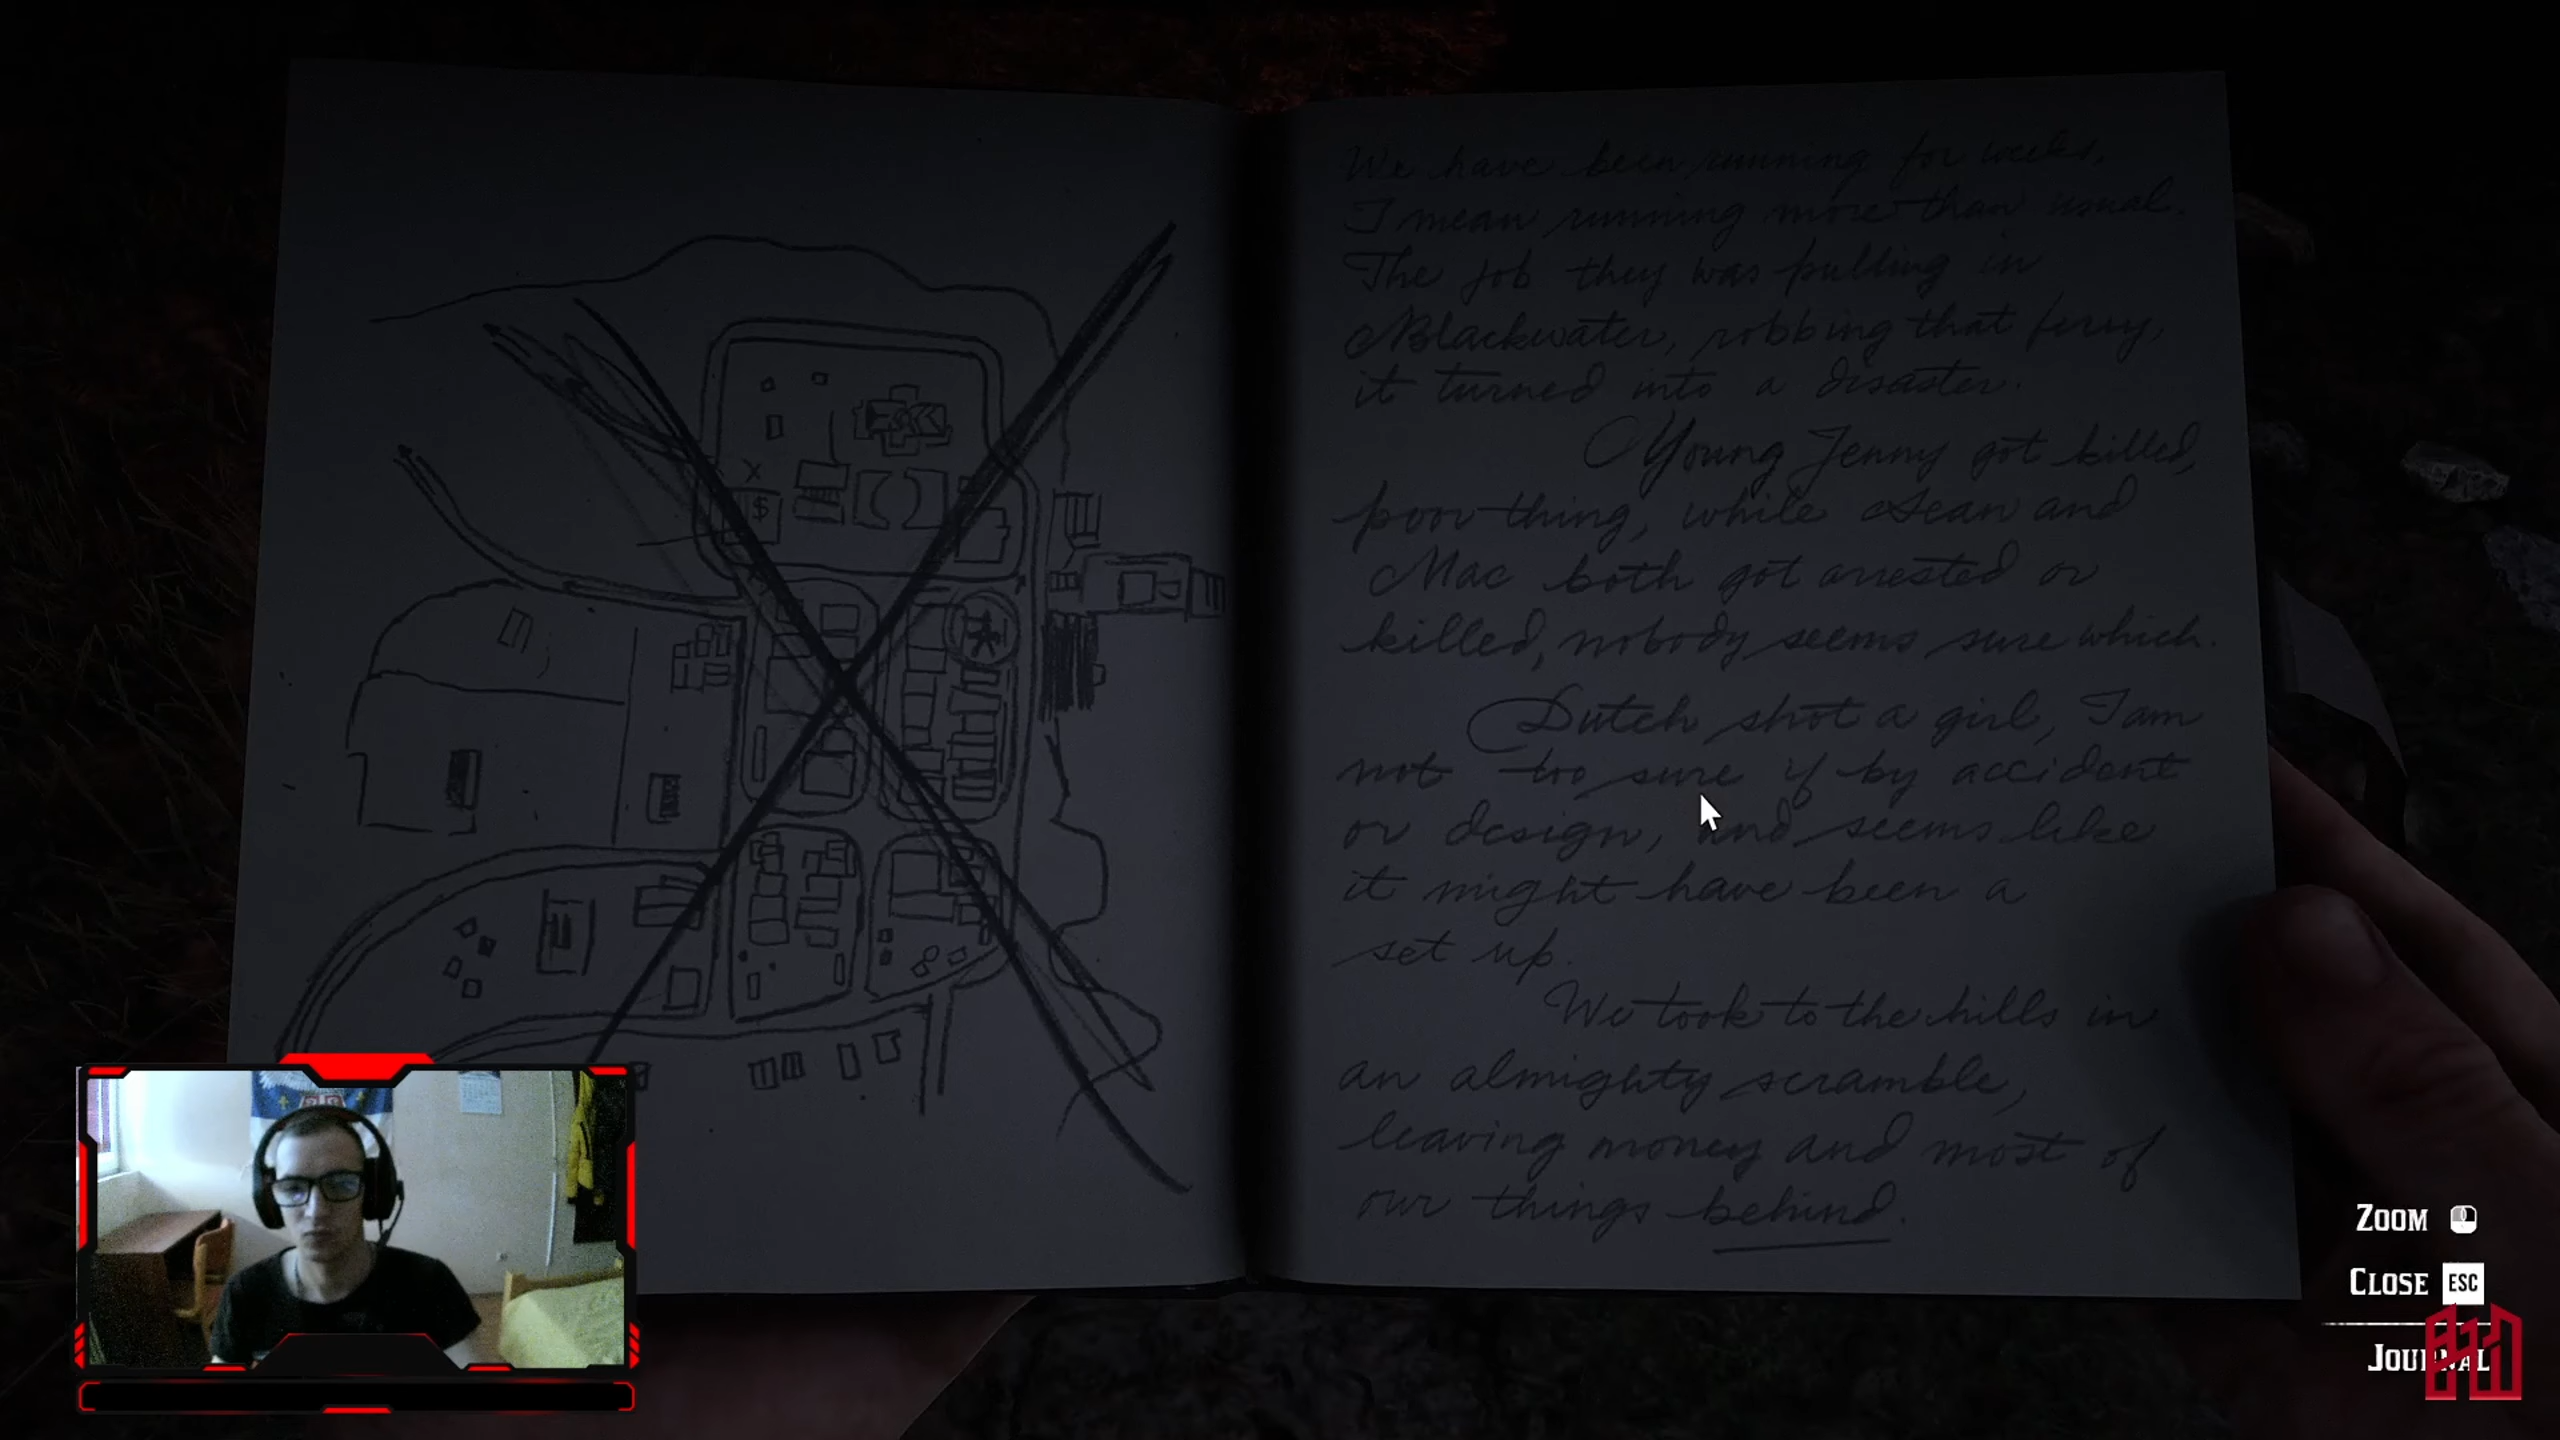 We have been running for weeks,
I mean running more than usual.
The job they was pulling in
Blackwater, robbing that ferry,
it turned into a disaster.
Young Jenny got killed,
poor thing, while Sean and
Mac both got arrested or
killed, nobody seems sure which.
Dutch shot a girl, I am
not too sure if by accident
or design, and seems like
it might have been a
set up.
We took to the hills in
an almighty scramble,
leaving money and most of
our things behind.
X
$
ZOOM
CLOSE ESC
JOURNAL